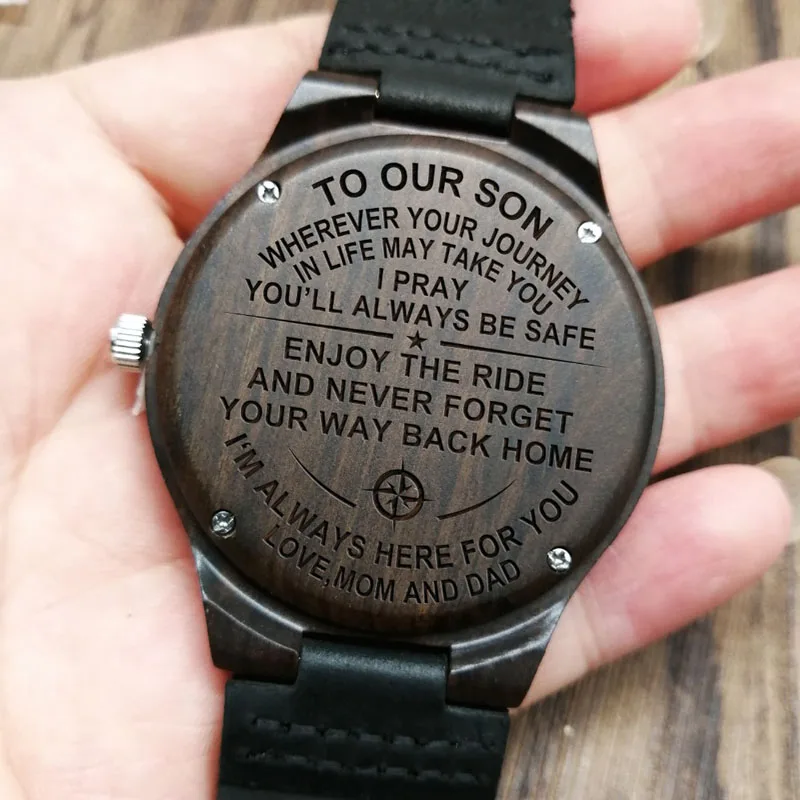 TO OUR SON
WHEREVER YOUR JOURNEY
IN LIFE MAY TAKE YOU
I PRAY
YOU'LL ALWAYS BE SAFE
ENJOY THE RIDE
AND NEVER FORGET
YOUR WAY BACK HOME
I'M ALWAYS HERE FOR YOU
LOVE,MOM AND DAD